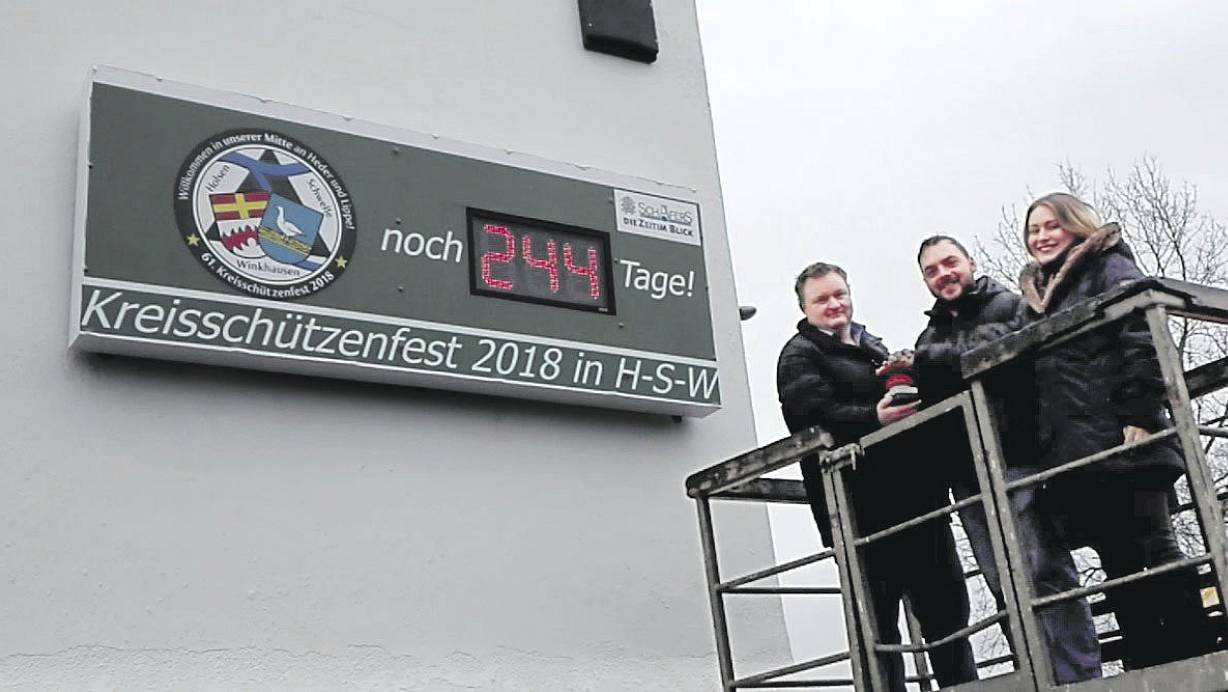 Willkommen in unserer Mitte an Heder und Lippe!
Holsen
Schwelle
Winkhausen
61. Kreisschützenfest 2018
noch 244 Tage!
SCHÄFERS
DIE ZEIT IM BLICK
Kreisschützenfest 2018 in H-S-W